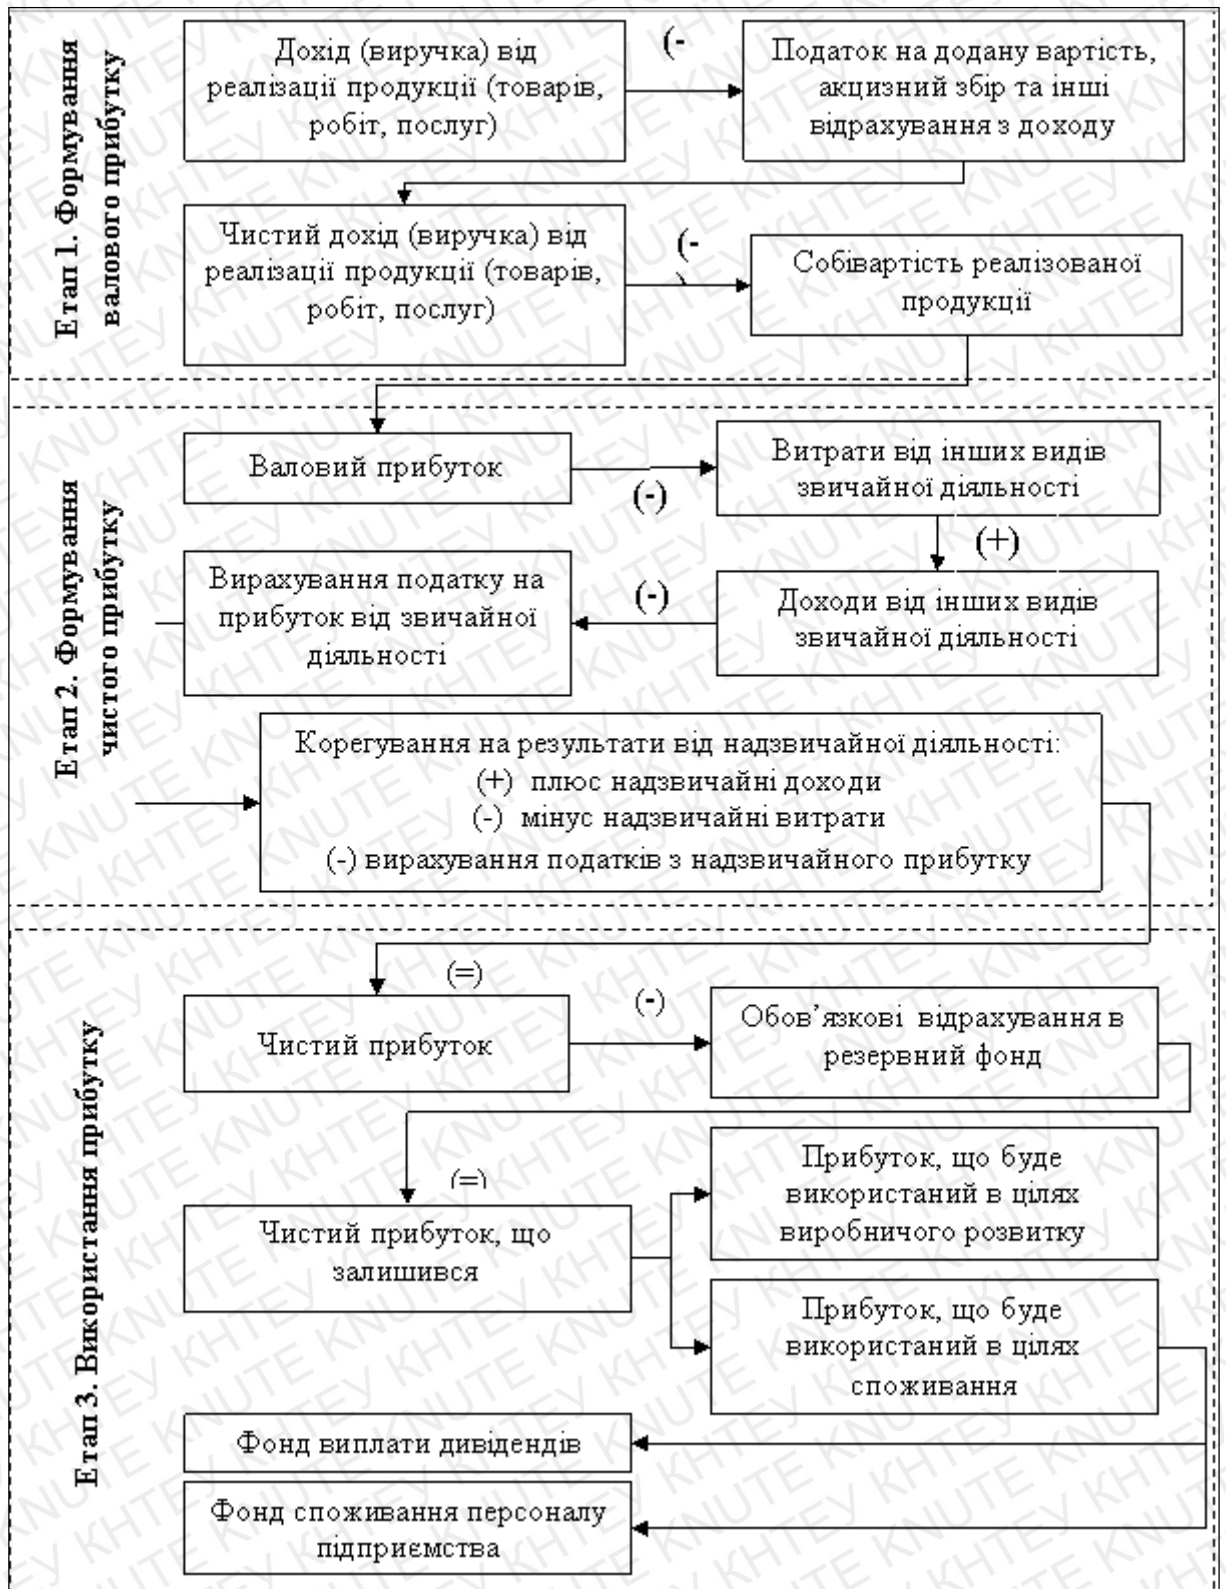 Етап 1. Формування
валового прибутку
Дохід (виручка) від
реалізації продукції (товарів,
робіт, послуг)
(-
Податок на додану вартість,
акцизний збір та інші
відрахування з доходу
Чистий дохід (виручка) від
реалізації продукції (товарів,
робіт, послуг)
(-
)
Собівартість реалізованої
продукції
Етап 2. Формування
чистого прибутку
Валовий прибуток
(-)
Витрати від інших видів
звичайної діяльності
(+)
Вирахування податку на
прибуток від звичайної
діяльності
(-)
Доходи від інших видів
звичайної діяльності
Корегування на результати від надзвичайної діяльності:
(+) плюс надзвичайні доходи
(-) мінус надзвичайні витрати
(-) вирахування податків з надзвичайного прибутку
Етап 3. Використання прибутку
(=)
Чистий прибуток
(-)
Обов’язкові відрахування в
резервний фонд
(=)
Чистий прибуток, що
залишився
Прибуток, що буде
використаний в цілях
виробничого розвитку
Прибуток, що буде
використаний в цілях
споживання
Фонд виплати дивідендів
Фонд споживання персоналу
підприємства
КНТЕУ KNUTE